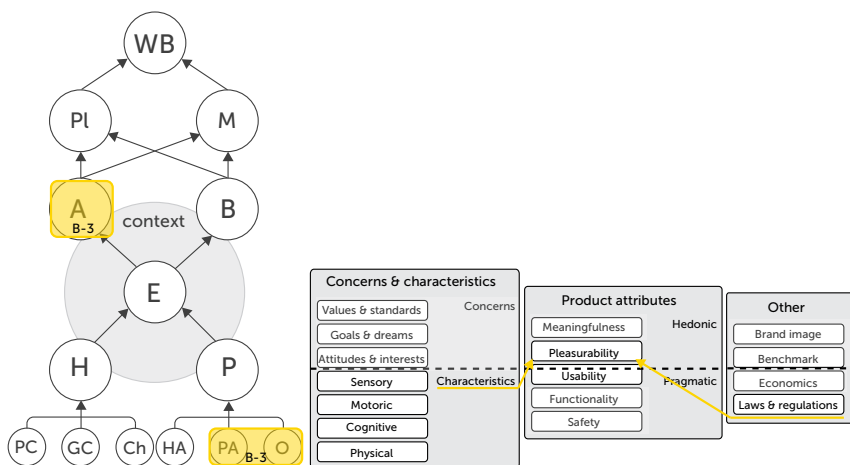 WB
Pl
M
A
B-3
context
B
E
H
P
PC
GC
Ch
HA
PA
B-3
O
Concerns & characteristics
Values & standards
Concerns
Goals & dreams
Attitudes & interests
Sensory
Characteristics
Motoric
Cognitive
Physical
Product attributes
Meaningfulness
Hedonic
Pleasurability
Usability
Pragmatic
Functionality
Safety
Other
Brand image
Benchmark
Economics
Laws & regulations